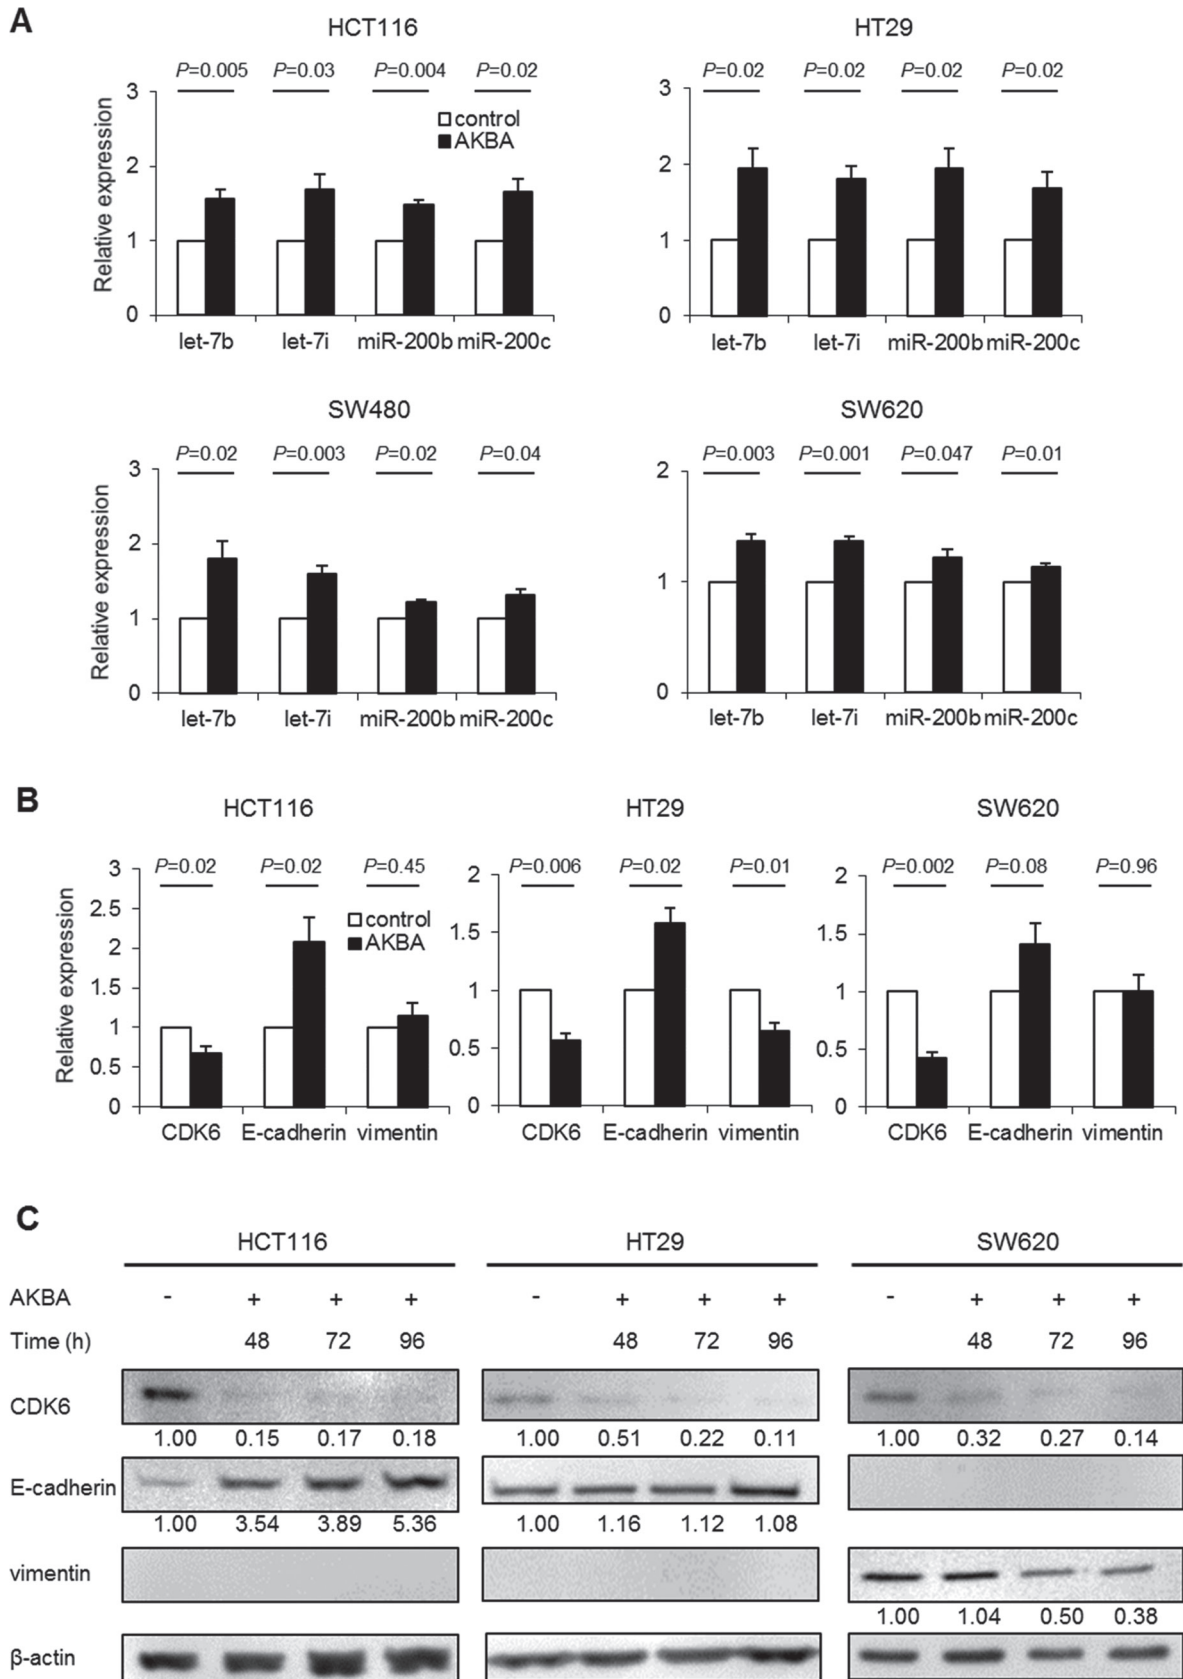 A
HCT116 HT29
P=0.005 P=0.03 P=0.004 P=0.02 P=0.02 P=0.02 P=0.02 P=0.02
Relative expression
3
2
1
0
control
AKBA
3
2
1
0
let-7b let-7i miR-200b miR-200c let-7b let-7i miR-200b miR-200c
SW480 SW620
P=0.02 P=0.003 P=0.02 P=0.04 P=0.003 P=0.001 P=0.047 P=0.01
Relative expression
3
2
1
0
2
1
0
let-7b let-7i miR-200b miR-200c let-7b let-7i miR-200b miR-200c
B
HCT116 HT29 SW620
P=0.02 P=0.02 P=0.45 P=0.006 P=0.02 P=0.01 P=0.002 P=0.08 P=0.96
Relative expression
3
2.5
2
1.5
1
0.5
0
control
AKBA
2
1.5
1
0.5
0
2
1.5
1
0.5
0
CDK6 E-cadherin vimentin CDK6 E-cadherin vimentin CDK6 E-cadherin vimentin
C
HCT116 HT29 SW620
AKBA - + + + - + + + - + + +
Time (h) 48 72 96 48 72 96 48 72 96
CDK6
1.00 0.15 0.17 0.18 1.00 0.51 0.22 0.11 1.00 0.32 0.27 0.14
E-cadherin
1.00 3.54 3.89 5.36 1.00 1.16 1.12 1.08
vimentin
1.00 1.04 0.50 0.38
β-actin